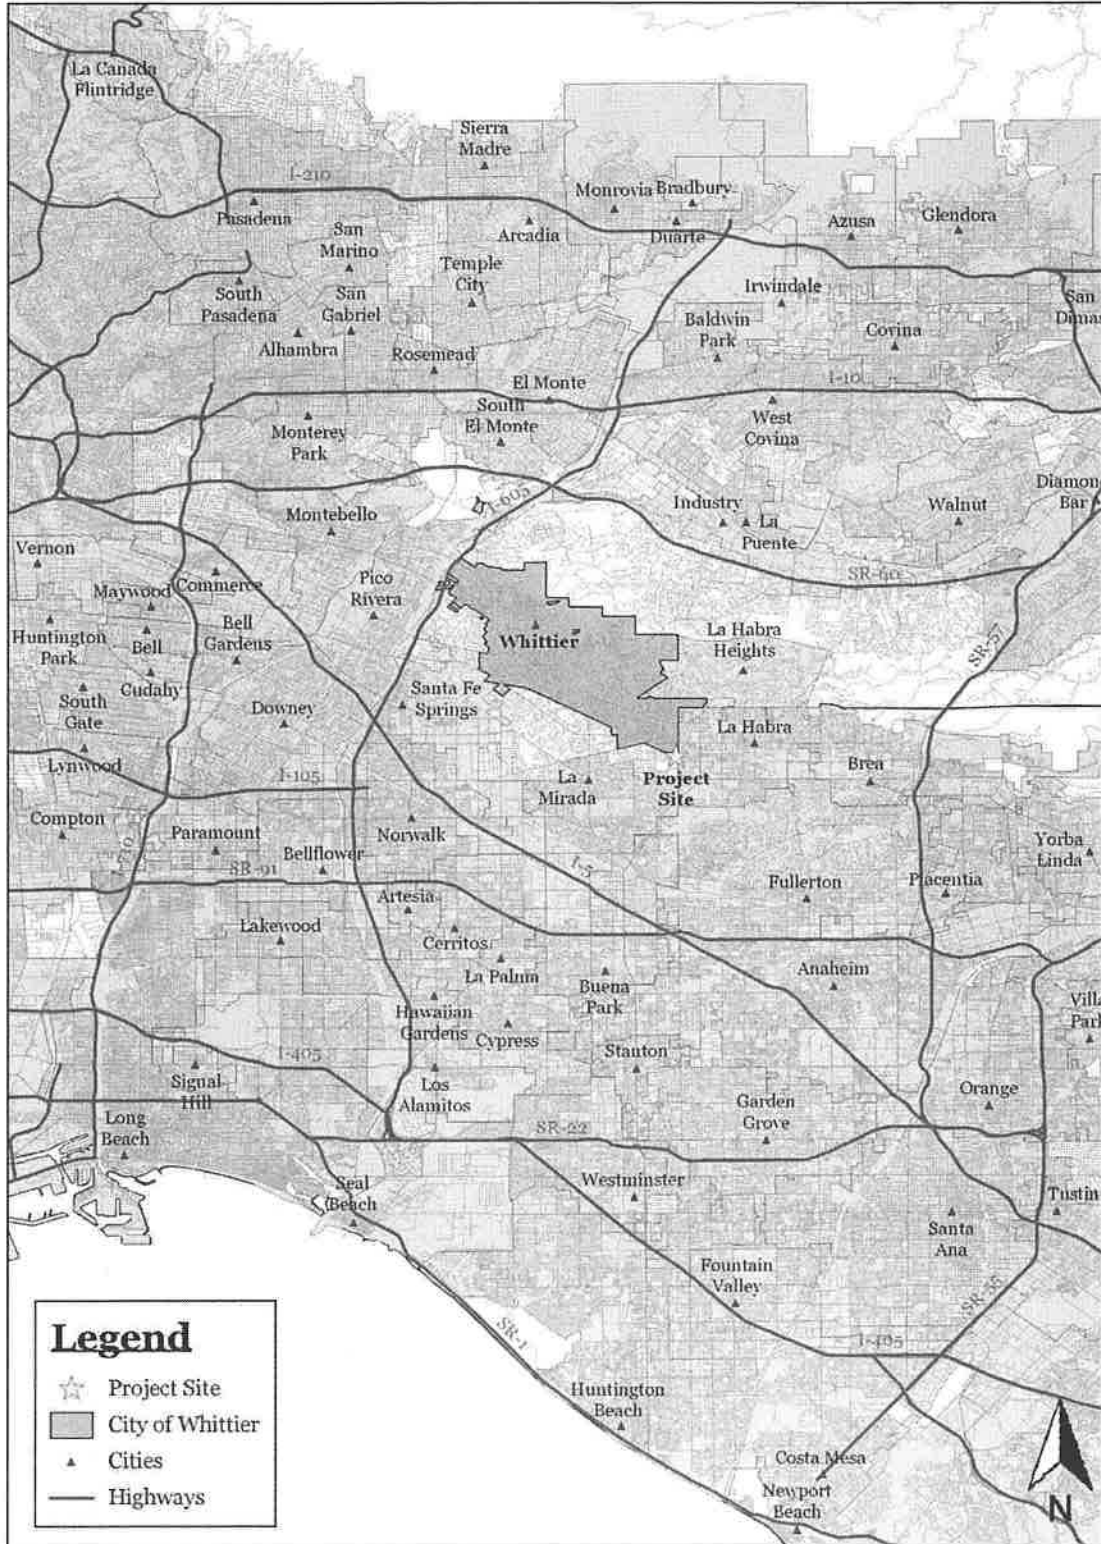 La Canada
Flintridge
Sierra
Madre
I-210
Pasadena
Monrovia
Bradbury
Arcadia
Duarte
Azusa
Glendora
San
Marino
Temple
City
South
Pasadena
San
Gabriel
Alhambra
Irwindale
Baldwin
Park
Covina
San
Dimas
Rosemead
El Monte
I-10
South
El Monte
West
Covina
Monterey
Park
Montebello
I-605
Industry
La
Puente
Walnut
Diamond
Bar
Vernon
Maywood
Commerce
Pico
Rivera
SR-60
Huntington
Park
Bell
Bell
Gardens
Whittier
La Habra
Heights
SR-57
Cudahy
South
Gate
Downey
Santa Fe
Springs
La Habra
Lynwood
I-105
La
Mirada
Project
Site
Brea
Compton
I-710
Paramount
Bellflower
Norwalk
I-5
Yorba
Linda
SR-91
Artesia
Fullerton
Placentia
Lakewood
Cerritos
La Palma
Buena
Park
Anaheim
Hawaiian
Gardens
Cypress
Villa
Park
I-405
Signal
Hill
Los
Alamitos
Stanton
Garden
Grove
Orange
Long
Beach
SR-22
Seal
Beach
Westminster
Santa
Ana
Tustin
Fountain
Valley
SR-55
SR-1
I-405
Huntington
Beach
Costa Mesa
Newport
Beach
Legend
Project Site
City of Whittier
Cities
Highways
N